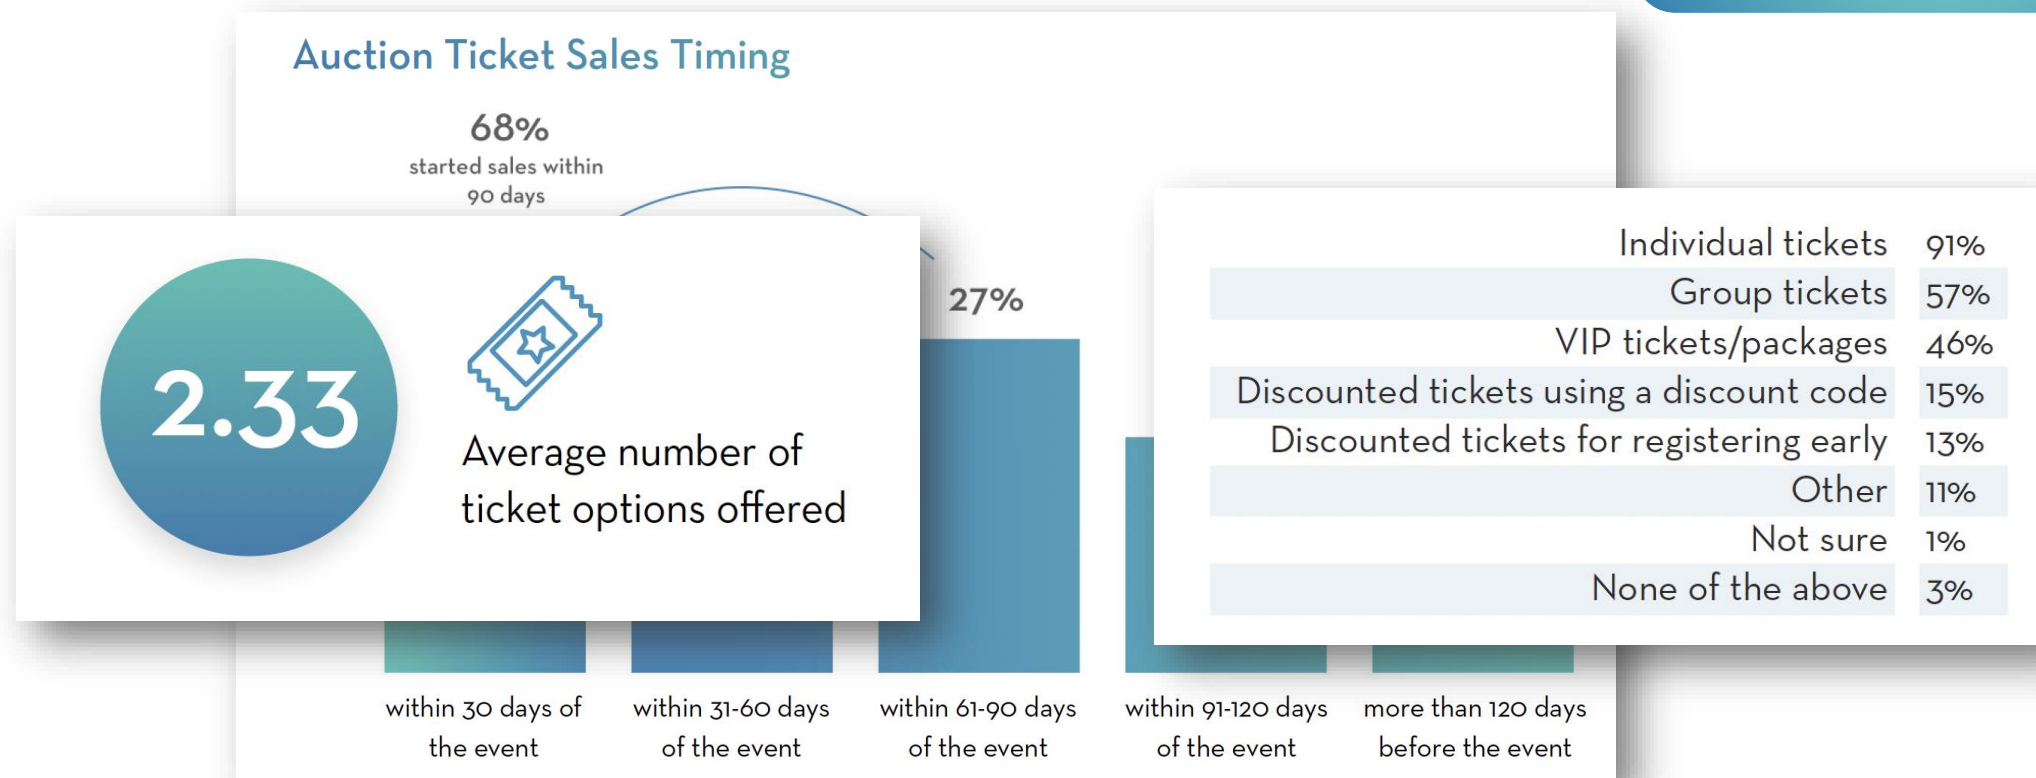 Auction Ticket Sales Timing
68%
started sales within
90 days
2.33
Average number of
ticket options offered
27%
Individual tickets 91%
Group tickets 57%
VIP tickets/packages 46%
Discounted tickets using a discount code 15%
Discounted tickets for registering early 13%
Other 11%
Not sure 1%
None of the above 3%
within 30 days of
the event
within 31-60 days
of the event
within 61-90 days
of the event
within 91-120 days
of the event
more than 120 days
before the event